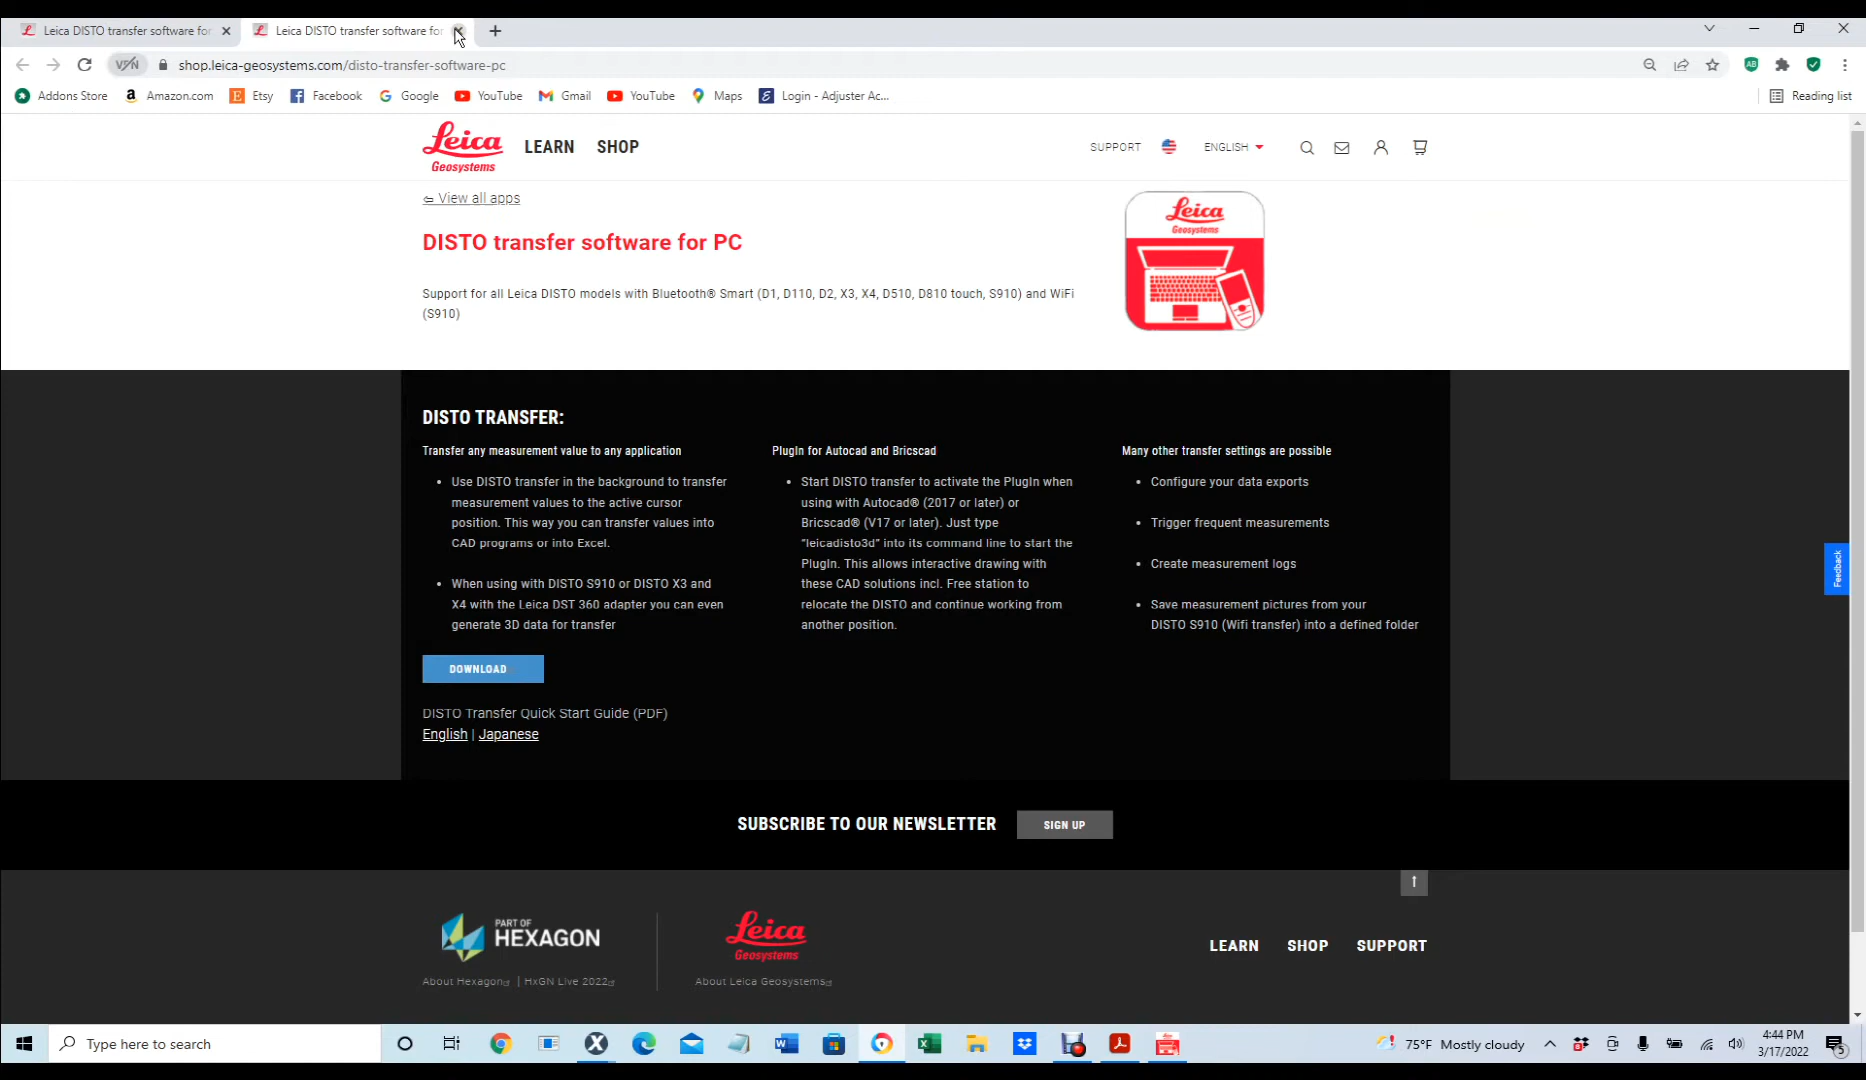 Leica DISTO transfer software for
Leica DISTO transfer software for
VPN
shop.leica-geosystems.com/disto-transfer-software-pc
Addons Store
Amazon.com
Etsy
Facebook
Google
YouTube
Gmail
YouTube
Maps
Login - Adjuster Ac...
Reading list
Leica
Geosystems
LEARN
SHOP
SUPPORT
ENGLISH
View all apps
DISTO transfer software for PC
Support for all Leica DISTO models with Bluetooth® Smart (D1, D110, D2, X3, X4, D510, D810 touch, S910) and WiFi
(S910)
Leica
Geosystems
DISTO TRANSFER:
Transfer any measurement value to any application
• Use DISTO transfer in the background to transfer
measurement values to the active cursor
position. This way you can transfer values into
CAD programs or into Excel.
• When using with DISTO S910 or DISTO X3 and
X4 with the Leica DST 360 adapter you can even
generate 3D data for transfer
PlugIn for Autocad and Bricscad
• Start DISTO transfer to activate the PlugIn when
using with Autocad® (2017 or later) or
Bricscad® (V17 or later). Just type
"leicadisto3d" into its command line to start the
PlugIn. This allows interactive drawing with
these CAD solutions incl. Free station to
relocate the DISTO and continue working from
another position.
Many other transfer settings are possible
• Configure your data exports
• Trigger frequent measurements
• Create measurement logs
• Save measurement pictures from your
DISTO S910 (Wifi transfer) into a defined folder
Feedback
DOWNLOAD
DISTO Transfer Quick Start Guide (PDF)
English | Japanese
SUBSCRIBE TO OUR NEWSLETTER
SIGN UP
PART OF
HEXAGON
About Hexagon
| HxGN Live 2022
Leica
Geosystems
About Leica Geosystems
LEARN
SHOP
SUPPORT
Type here to search
75°F Mostly cloudy
4:44 PM
3/17/2022
5